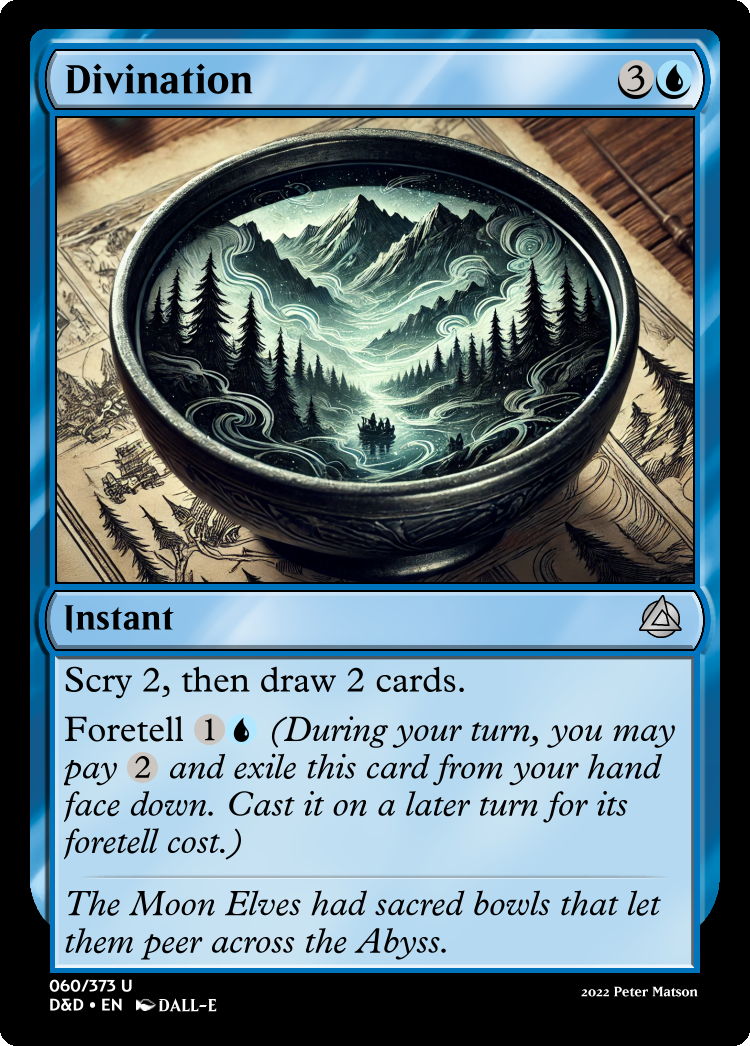 Divination 3
Instant
Scry 2, then draw 2 cards.
Foretell 1 (During your turn, you may
pay 2 and exile this card from your hand
face down. Cast it on a later turn for its
foretell cost.)
The Moon Elves had sacred bowls that let
them peer across the Abyss.
060/373 U
D&D • EN DALL-E
2022 Peter Matson